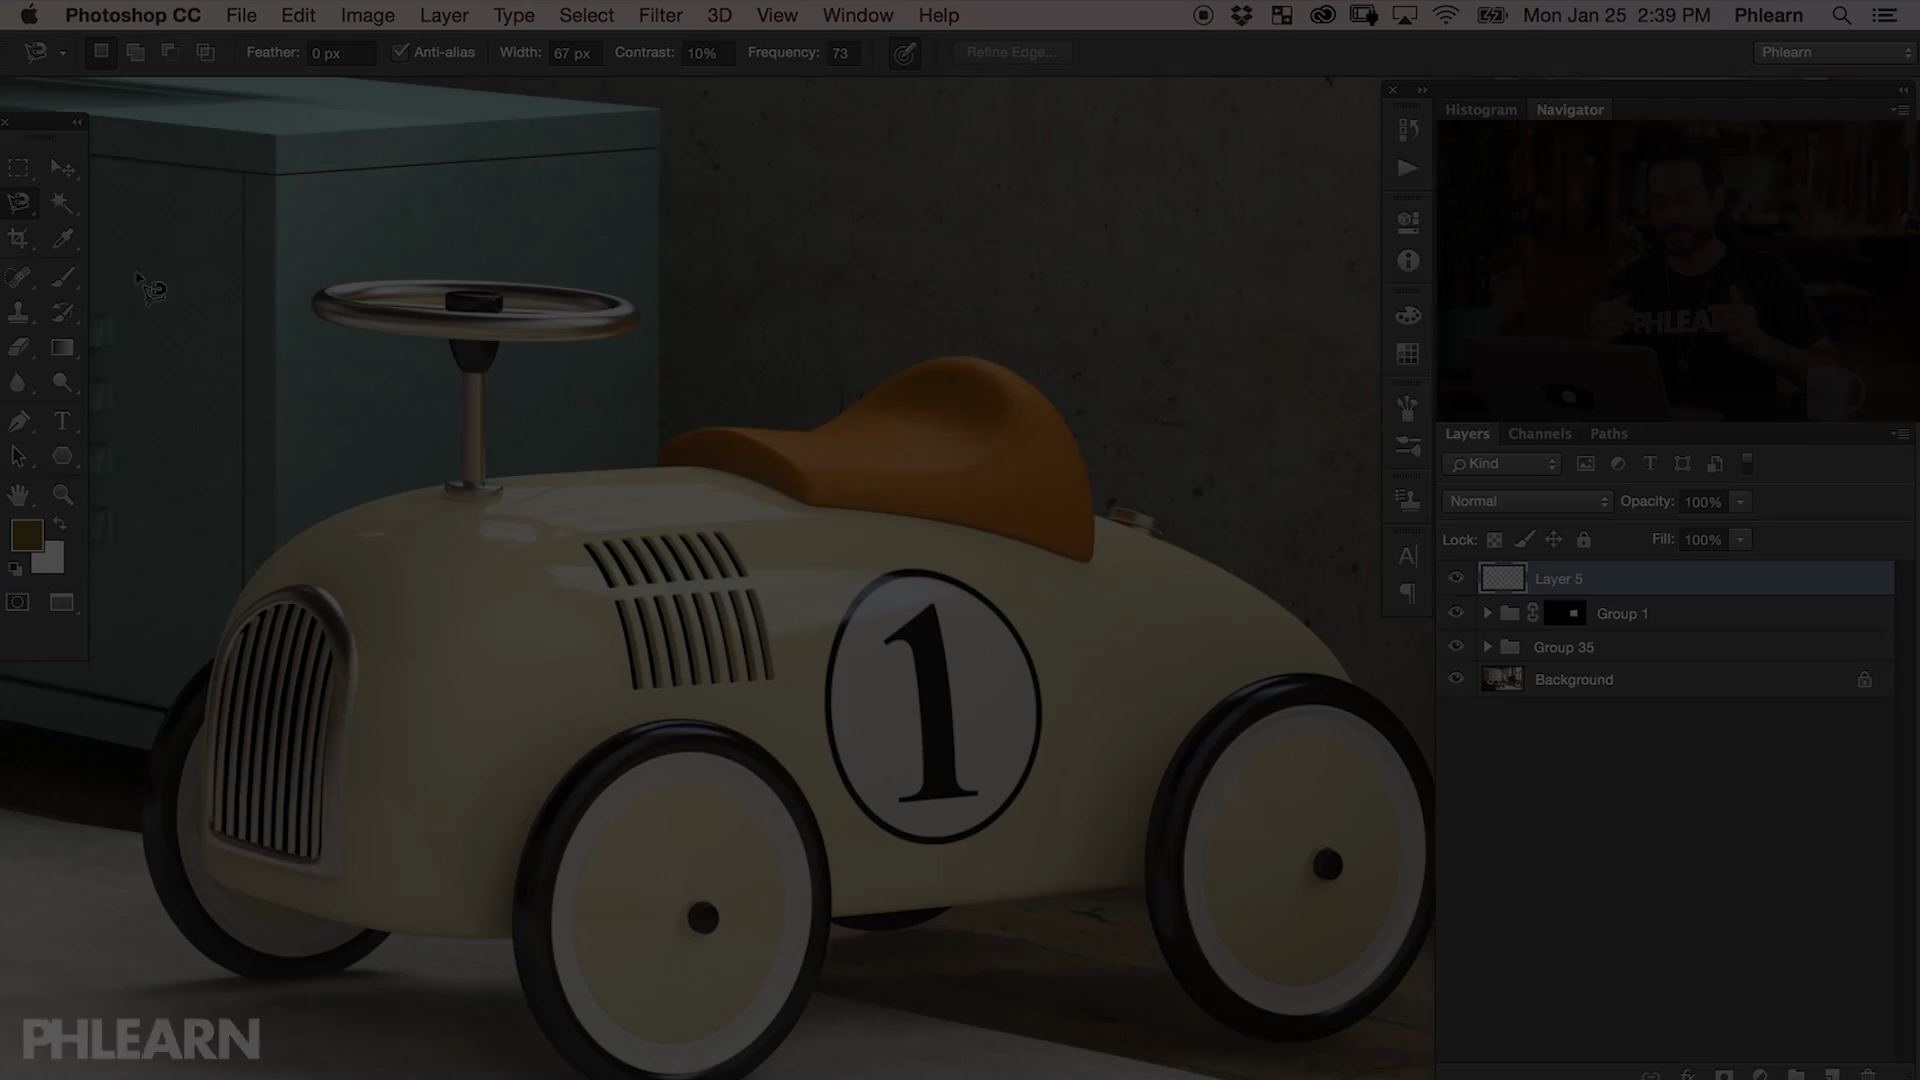 Photoshop CC File Edit Image Layer Type Select Filter 3D View Window Help Mon Jan 25 2:39 PM Phlearn
Feather: 0 px Anti-alias Width: 67 px Contrast: 10% Frequency: 73 Refine Edge... Phlearn
Histogram Navigator
Layers Channels Paths
Kind
Normal Opacity: 100%
Lock: Fill: 100%
Layer 5
Group 1
Group 35
Background
1
PHLEARN